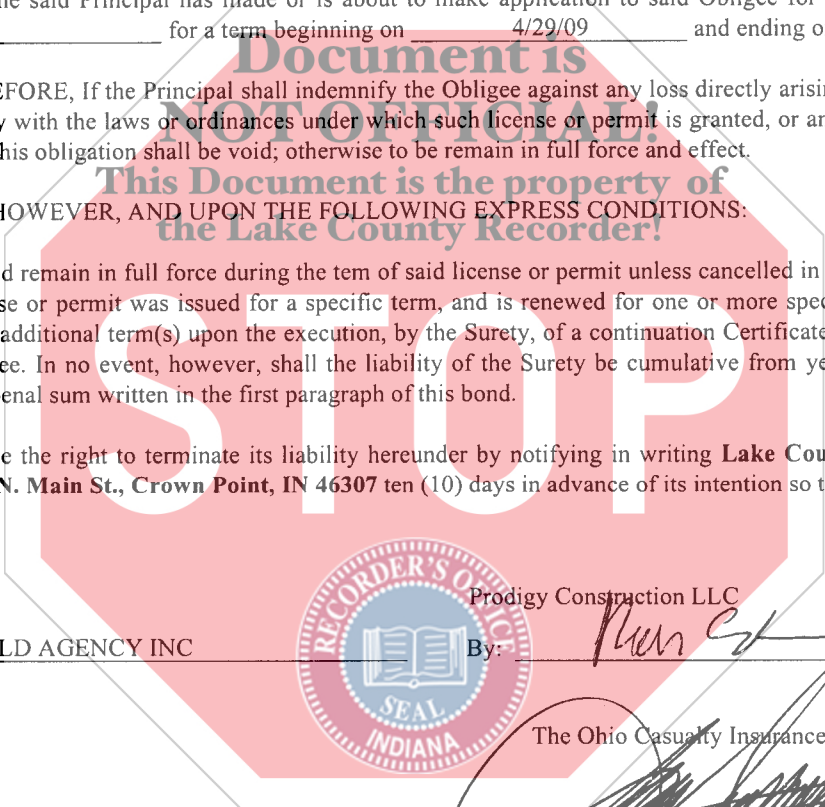 he said Principal has made or is about to make application to said Obligee for
for a term beginning on 4/29/09 and ending o
Document is
EFORE, If the Principal shall indemnify the Obligee against any loss directly arisin
NOT OFFICIAL!
y with the laws or ordinances under which such license or permit is granted, or an
his obligation shall be void; otherwise to be remain in full force and effect.
This Document is the property of
HOWEVER, AND UPON THE FOLLOWING EXPRESS CONDITIONS:
the Lake County Recorder!
d remain in full force during the tem of said license or permit unless cancelled in
se or permit was issued for a specific term, and is renewed for one or more spec
additional term(s) upon the execution, by the Surety, of a continuation Certificate
ee. In no event, however, shall the liability of the Surety be cumulative from ye
enal sum written in the first paragraph of this bond.
STOP
e the right to terminate its liability hereunder by notifying in writing Lake Cou
N. Main St., Crown Point, IN 46307 ten (10) days in advance of its intention so t
RECORDER'S OFFICE
SEAL
INDIANA
Prodigy Construction LLC
LD AGENCY INC
By:
The Ohio Casualty Insurance